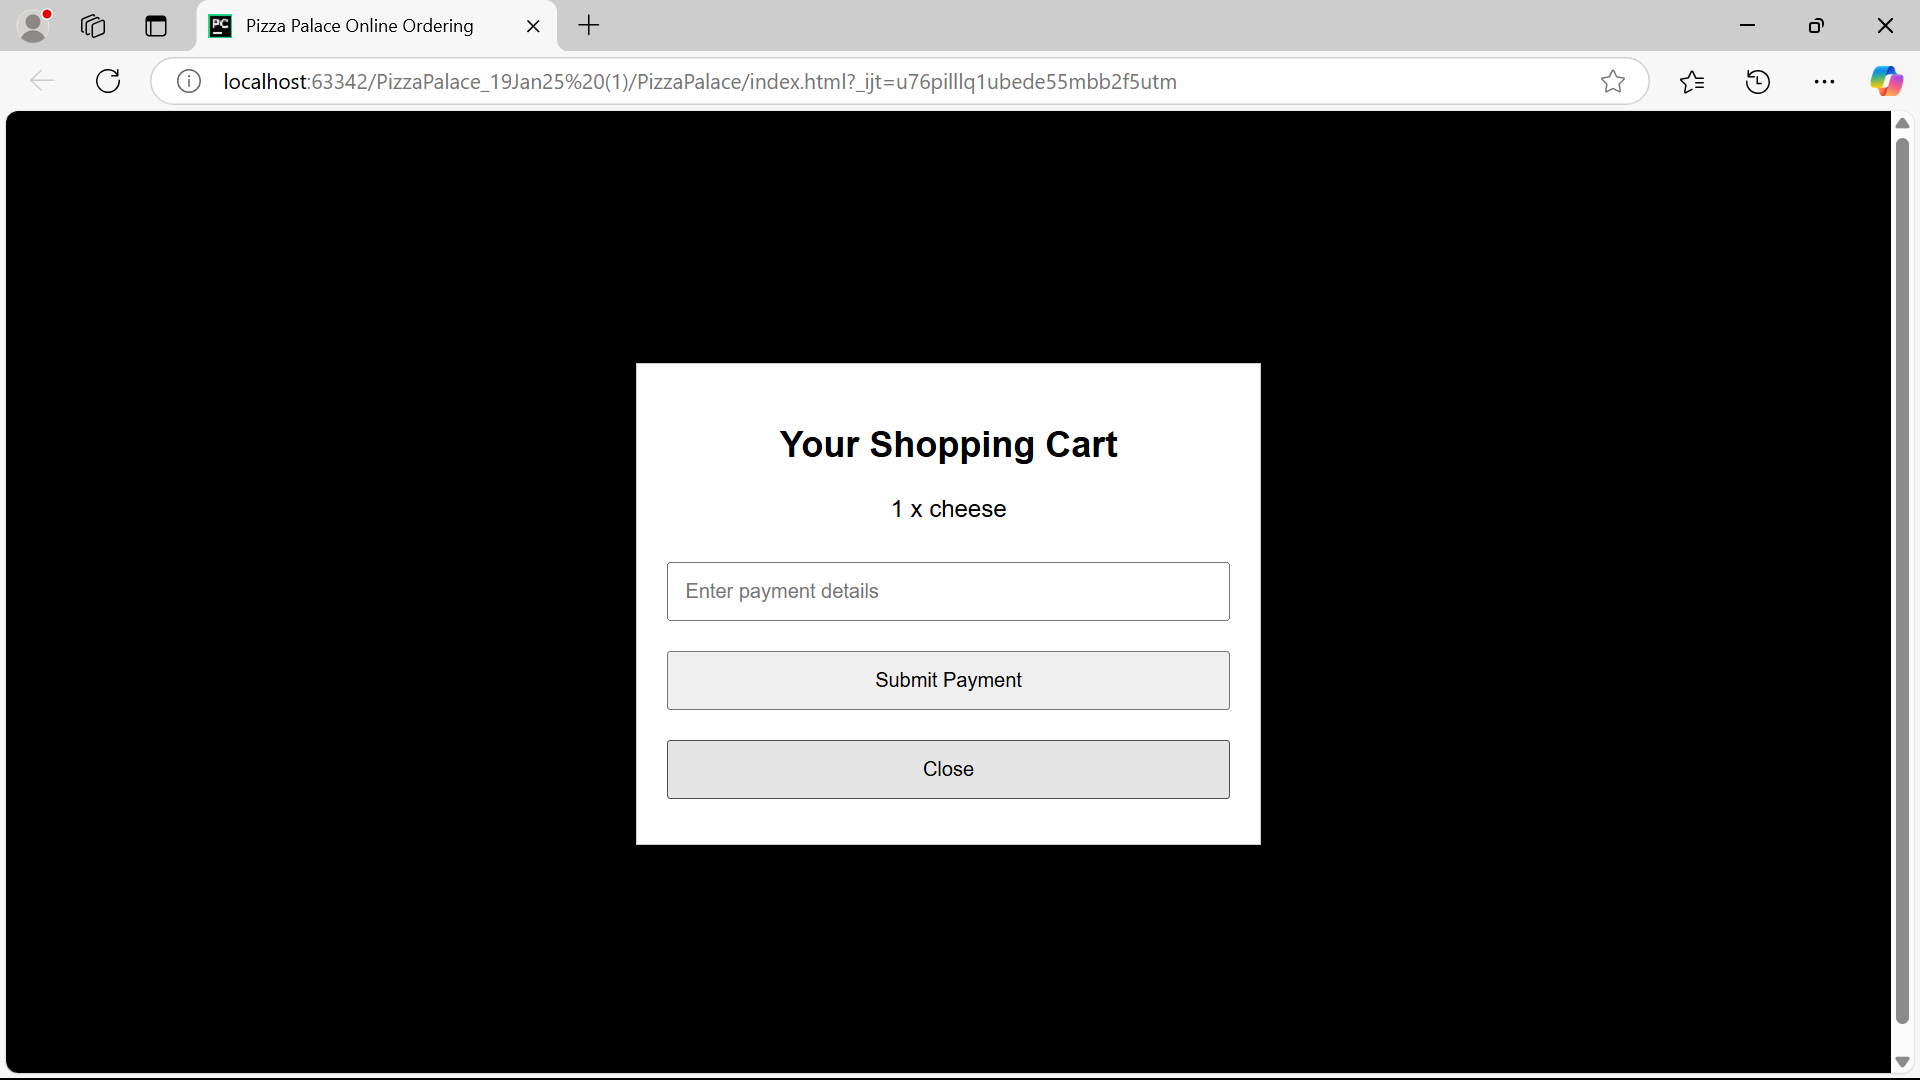 PC
Pizza Palace Online Ordering
localhost:63342/PizzaPalace_19Jan25%20(1)/PizzaPalace/index.html?_ijt=u76pilllq1ubede55mbb2f5utm
Your Shopping Cart
1 x cheese
Enter payment details
Submit Payment
Close